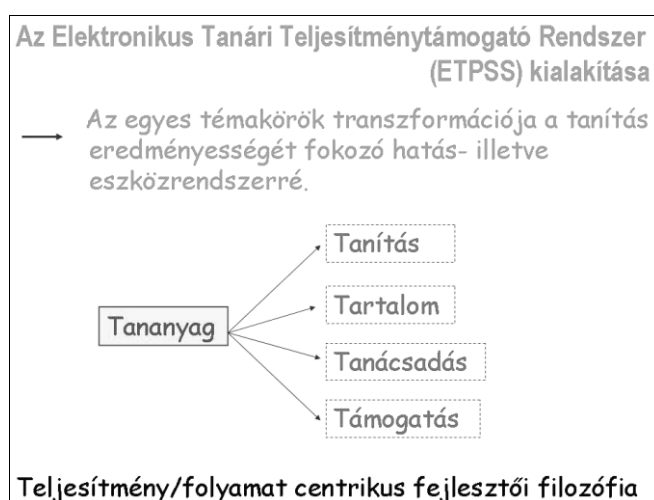 Az Elektronikus Tanári Teljesítménytámogató Rendszer
(ETPSS) kialakítása
Az egyes témakörök transzformációja a tanítás
eredményességét fokozó hatás- illetve
eszközrendszerré.
Tanítás
Tartalom
Tananyag
Tanácsadás
Támogatás
Teljesítmény/folyamat centrikus fejlesztői filozófia